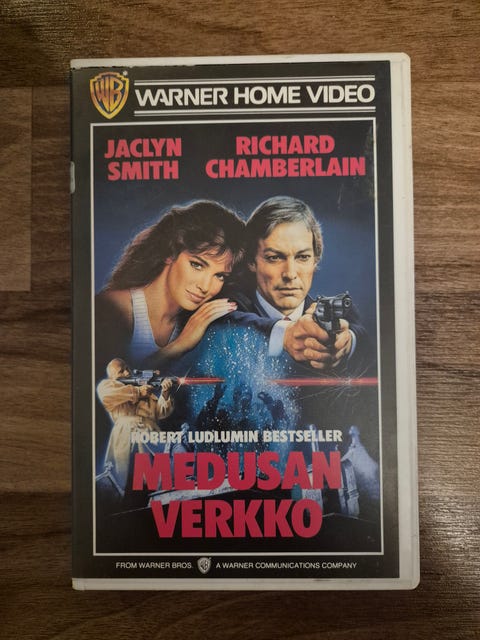 WB
WARNER HOME VIDEO
JACLYN SMITH
RICHARD CHAMBERLAIN
ROBERT LUDLUMIN BESTSELLER
MEDUSAN
VERKKO
FROM WARNER BROS. WB A WARNER COMMUNICATIONS COMPANY